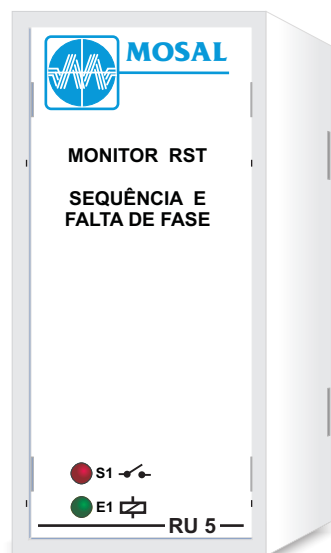 MOSAL
MONITOR RST
SEQUÊNCIA E
FALTA DE FASE
S1
E1
RU 5